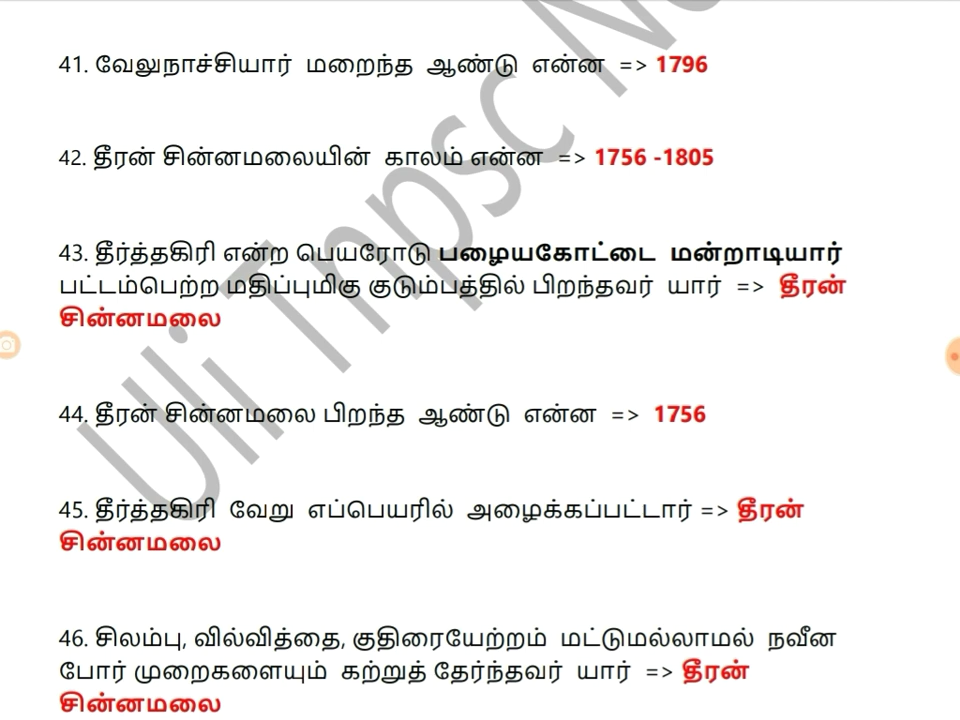 41. வேலுநாச்சியார் மறைந்த ஆண்டு என்ன => 1796
42. தீரன் சின்னமலையின் காலம் என்ன => 1756 -1805
43. தீர்த்தகிரி என்ற பெயரோடு பழையகோட்டை மன்றாடியார்
பட்டம்பெற்ற மதிப்புமிகு குடும்பத்தில் பிறந்தவர் யார் => தீரன்
சின்னமலை
44. தீரன் சின்னமலை பிறந்த ஆண்டு என்ன => 1756
45. தீர்த்தகிரி வேறு எப்பெயரில் அழைக்கப்பட்டார் => தீரன்
சின்னமலை
46. சிலம்பு, வில்வித்தை, குதிரையேற்றம் மட்டுமல்லாமல் நவீன
போர் முறைகளையும் கற்றுத் தேர்ந்தவர் யார் => தீரன்
சின்னமலை
Uli Tnpsc